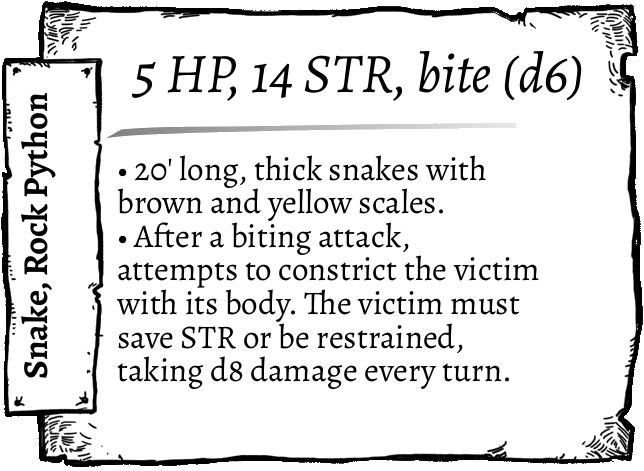 Snake, Rock Python
5 HP, 14 STR, bite (d6)
• 20' long, thick snakes with
brown and yellow scales.
• After a biting attack,
attempts to constrict the victim
with its body. The victim must
save STR or be restrained,
taking d8 damage every turn.